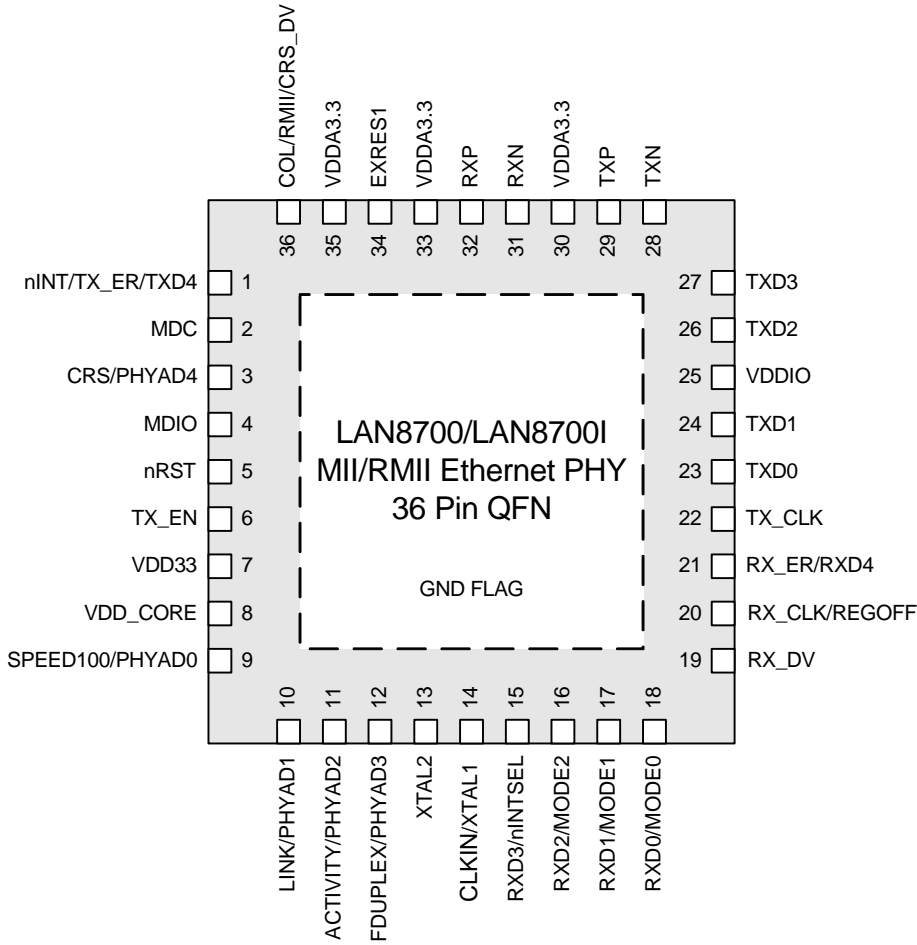 COL/RMII/CRS_DV
VDDA3.3
EXRES1
VDDA3.3
RXP
RXN
VDDA3.3
TXP
TXN
36
35
34
33
32
31
30
29
28
nINT/TX_ER/TXD4 1
MDC 2
CRS/PHYAD4 3
MDIO 4
nRST 5
TX_EN 6
VDD33 7
VDD_CORE 8
SPEED100/PHYAD0 9
LAN8700/LAN8700I
MII/RMII Ethernet PHY
36 Pin QFN
GND FLAG
27 TXD3
26 TXD2
25 VDDIO
24 TXD1
23 TXD0
22 TX_CLK
21 RX_ER/RXD4
20 RX_CLK/REGOFF
19 RX_DV
10
11
12
13
14
15
16
17
18
LINK/PHYAD1
ACTIVITY/PHYAD2
FDUPLEX/PHYAD3
XTAL2
CLKIN/XTAL1
RXD3/nINTSEL
RXD2/MODE2
RXD1/MODE1
RXD0/MODE0